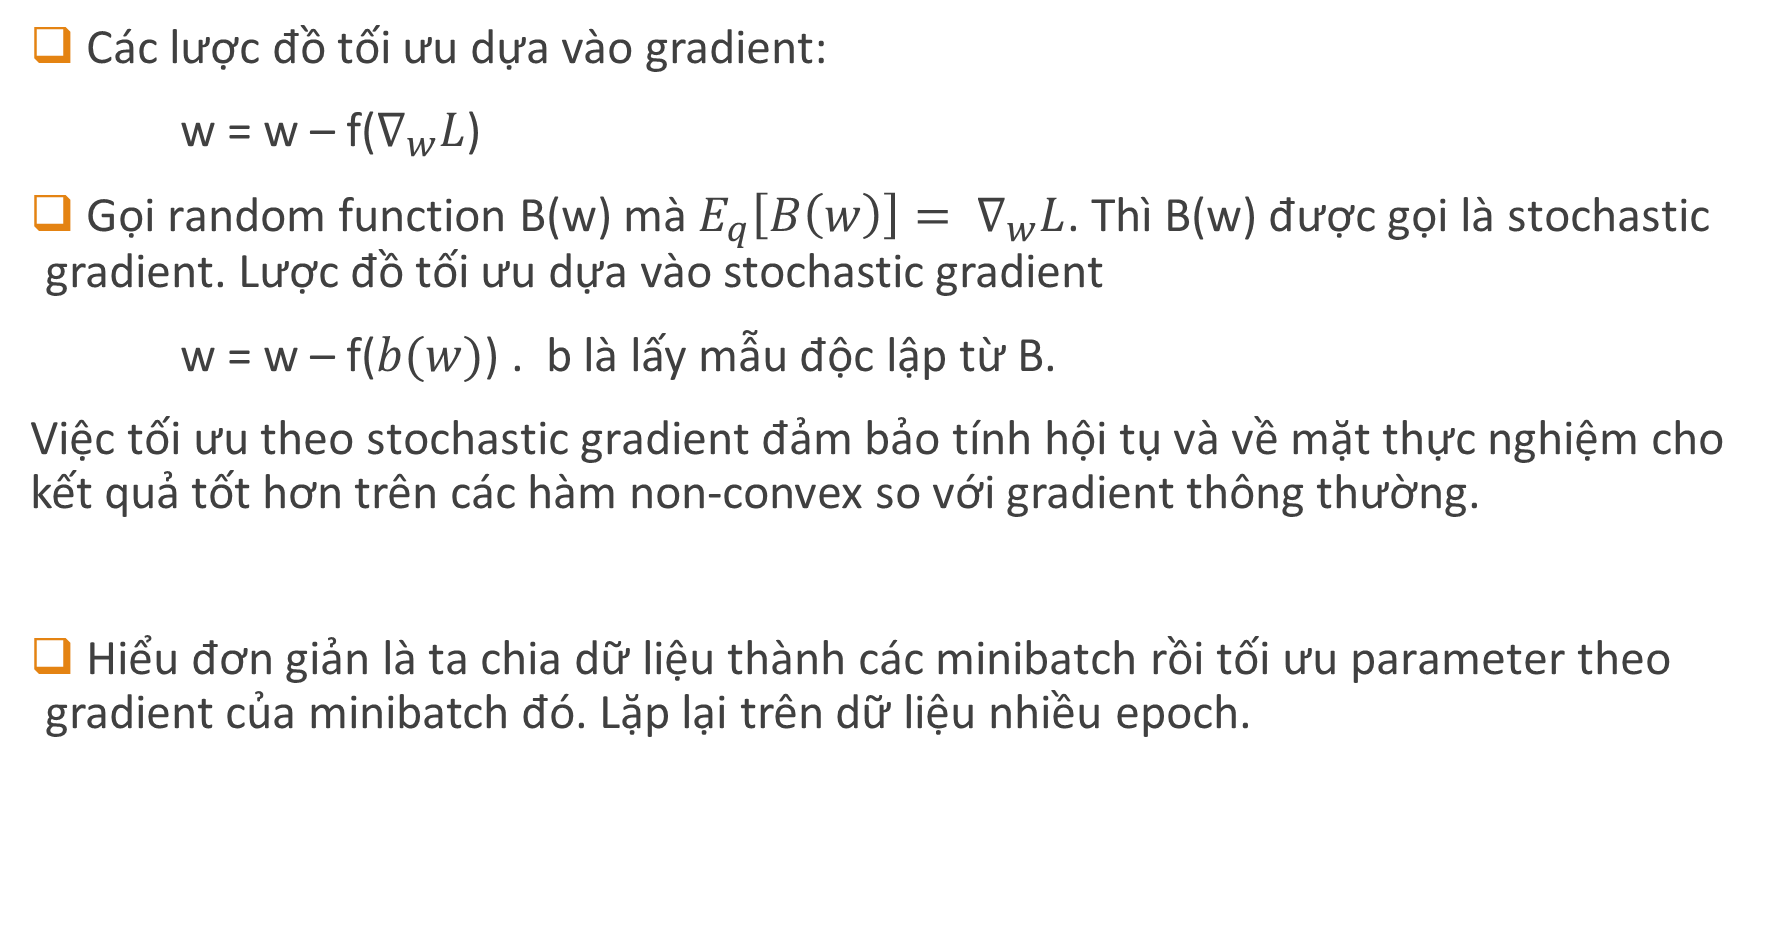 ❑ Các lược đồ tối ưu dựa vào gradient:
w = w – f(∇_w L)
❑ Gọi random function B(w) mà E_q[B(w)] = ∇_w L. Thì B(w) được gọi là stochastic
gradient. Lược đồ tối ưu dựa vào stochastic gradient
w = w – f(b(w)) . b là lấy mẫu độc lập từ B.
Việc tối ưu theo stochastic gradient đảm bảo tính hội tụ và về mặt thực nghiệm cho
kết quả tốt hơn trên các hàm non-convex so với gradient thông thường.
❑ Hiểu đơn giản là ta chia dữ liệu thành các minibatch rồi tối ưu parameter theo
gradient của minibatch đó. Lặp lại trên dữ liệu nhiều epoch.